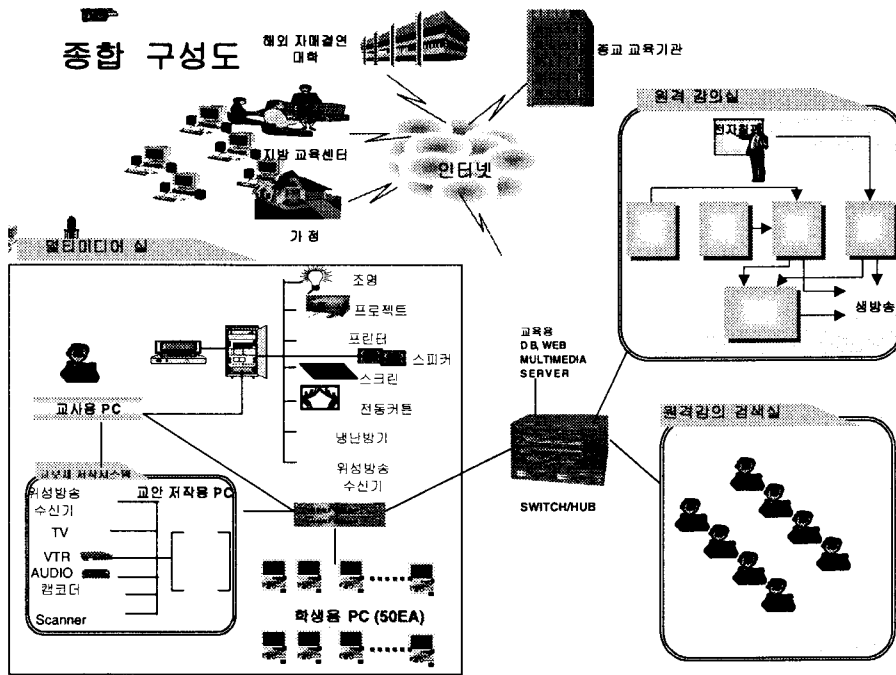 종합 구성도
해외 자매결연
대학
종교 교육기관
지방 교육센터
인터넷
가 정
원격 강의실
전자칠판
생방송
멀티미디어 실
조명
프로젝트
프린터
스피커
스크린
전동커튼
냉난방기
위성방송
수신기
교사용 PC
교안 저작용 PC
위성방송
수신기
TV
VTR
AUDIO
캠코더
Scanner
학생용 PC (50EA)
교육용
DB, WEB
MULTIMEDIA
SERVER
SWITCH/HUB
원격강의 검색실